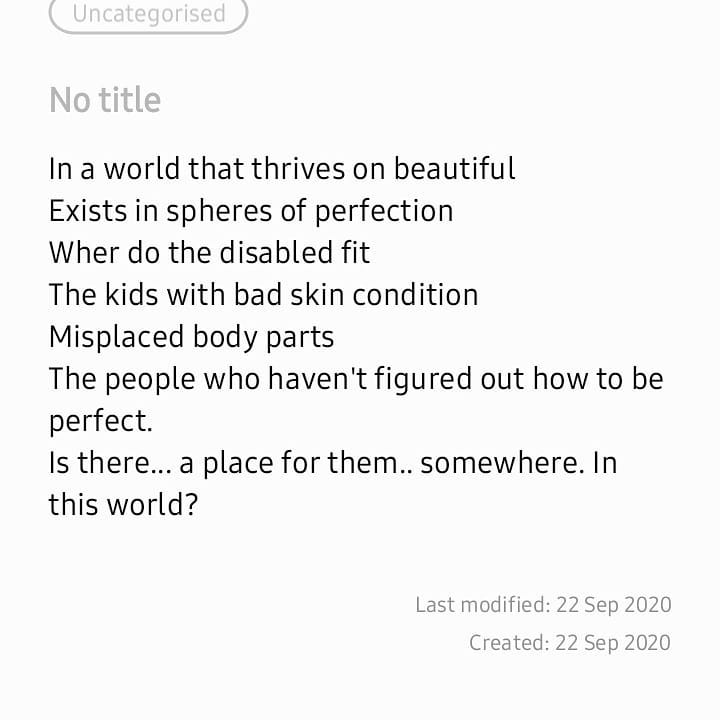 Uncategorised
No title
In a world that thrives on beautiful
Exists in spheres of perfection
Wher do the disabled fit
The kids with bad skin condition
Misplaced body parts
The people who haven't figured out how to be
perfect.
Is there... a place for them.. somewhere. In
this world?
Last modified: 22 Sep 2020
Created: 22 Sep 2020